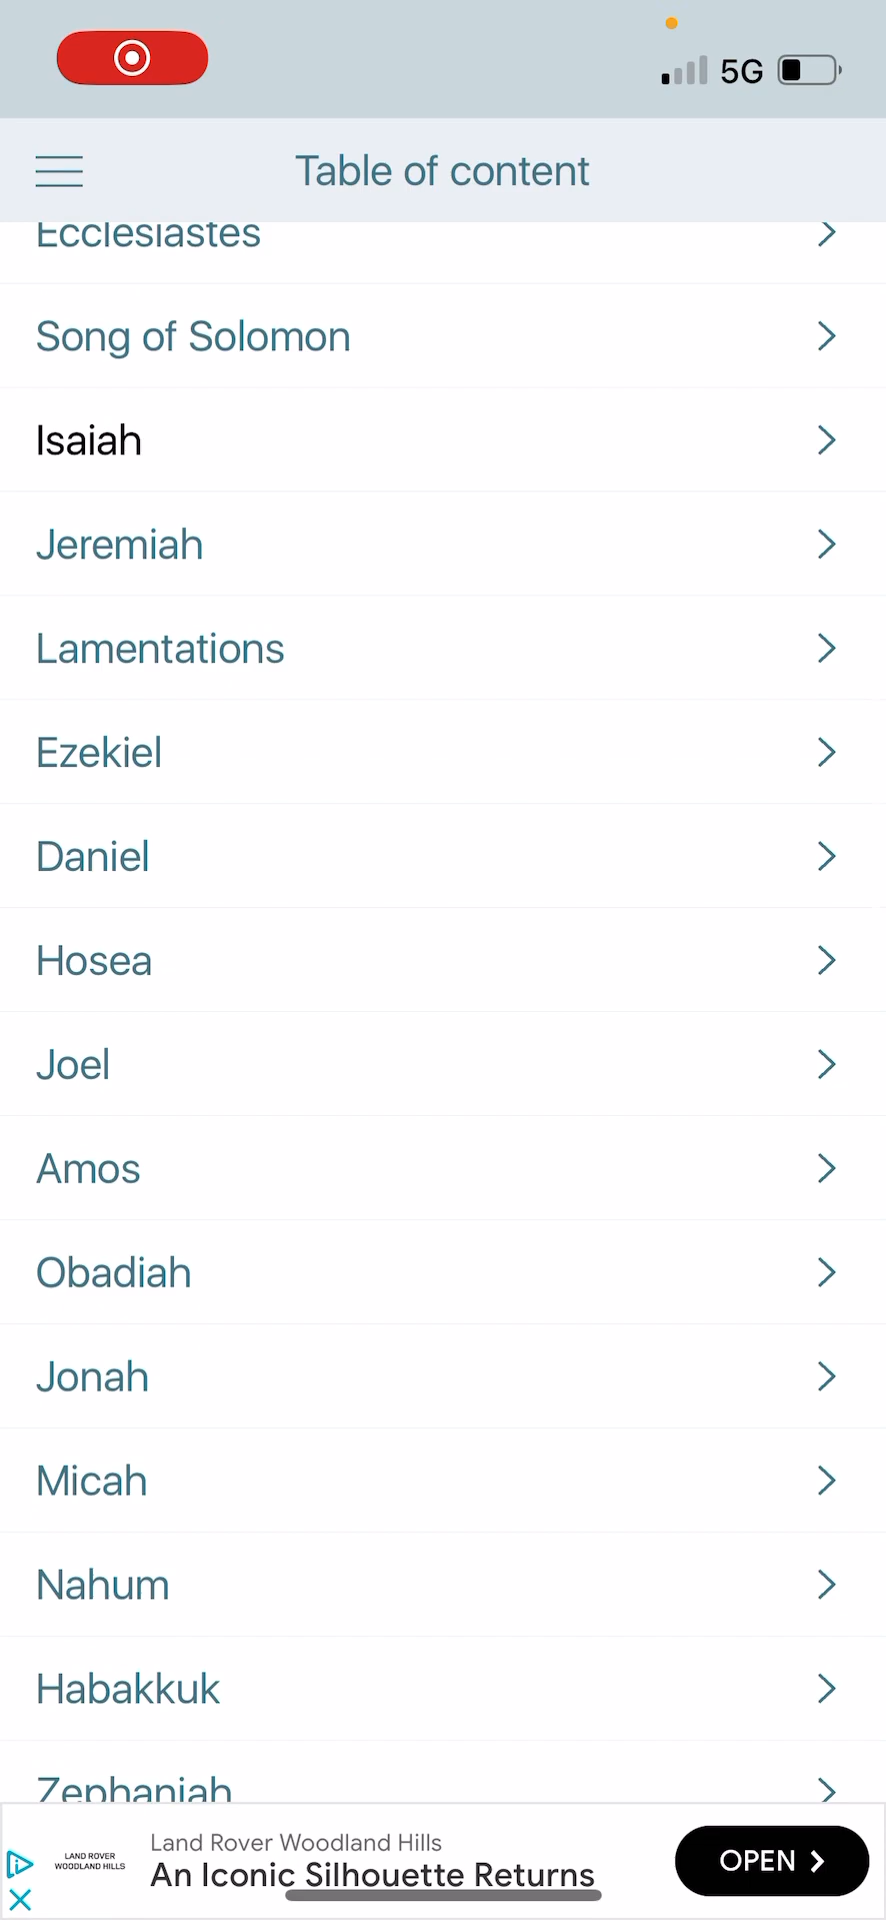 5G
Table of content
Ecclesiastes
Song of Solomon
Isaiah
Jeremiah
Lamentations
Ezekiel
Daniel
Hosea
Joel
Amos
Obadiah
Jonah
Micah
Nahum
Habakkuk
Zephaniah
LAND ROVER
WOODLAND HILLS
Land Rover Woodland Hills
An Iconic Silhouette Returns
OPEN